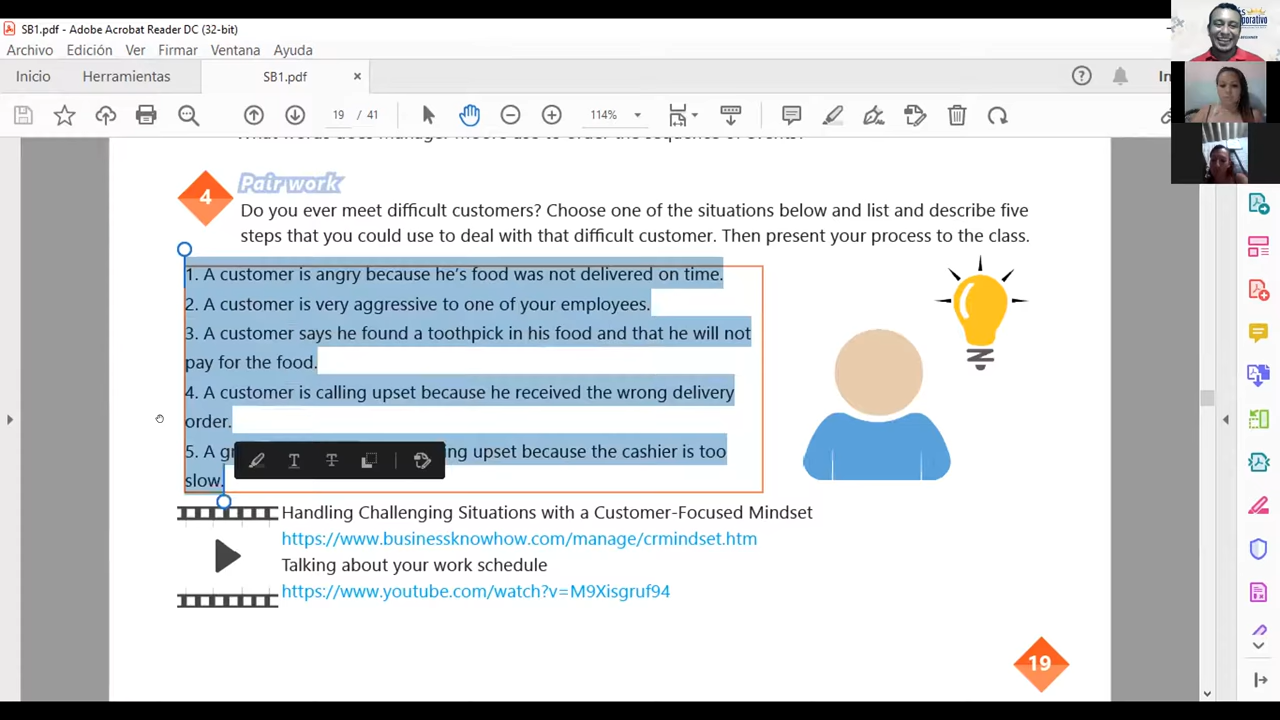 SB1.pdf - Adobe Acrobat Reader DC (32-bit)
Archivo Edición Ver Firmar Ventana Ayuda
Inicio Herramientas SB1.pdf ×
19 / 41 114%
4 Pair work
Do you ever meet difficult customers? Choose one of the situations below and list and describe five
steps that you could use to deal with that difficult customer. Then present your process to the class.
1. A customer is angry because he's food was not delivered on time.
2. A customer is very aggressive to one of your employees.
3. A customer says he found a toothpick in his food and that he will not
pay for the food.
4. A customer is calling upset because he received the wrong delivery
order.
5. A upset because the cashier is too
slow.
Handling Challenging Situations with a Customer-Focused Mindset
https://www.businessknowhow.com/manage/crmindset.htm
Talking about your work schedule
https://www.youtube.com/watch?v=M9Xisgruf94
19